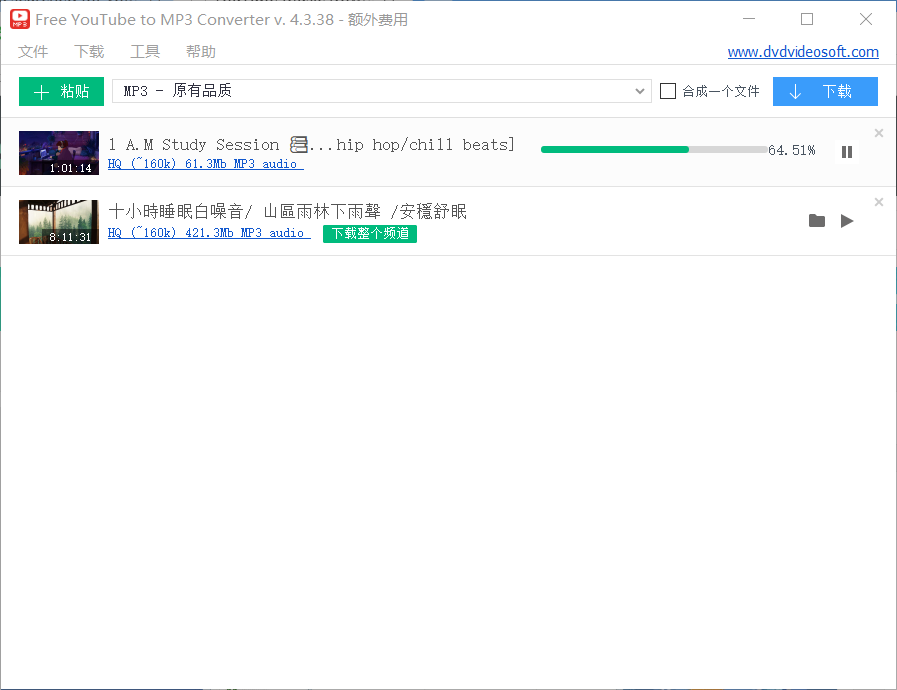 Free YouTube to MP3 Converter v. 4.3.38 - 额外费用
文件 下载 工具 帮助 www.dvdvideosoft.com
粘贴 MP3 - 原有品质 合成一个文件 下载
1 A.M Study Session 📚...hip hop/chill beats]
1:01:14 HQ (~160k) 61.3Mb MP3 audio 64.51%
十小時睡眠白噪音/ 山區雨林下雨聲 /安穩舒眠
8:11:31 HQ (~160k) 421.3Mb MP3 audio 下载整个频道